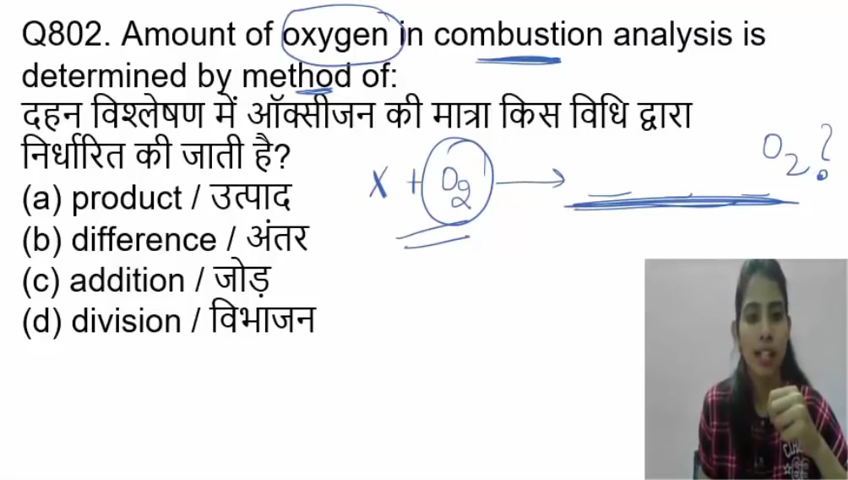 Q802. Amount of oxygen in combustion analysis is
determined by method of:
दहन विश्लेषण में ऑक्सीजन की मात्रा किस विधि द्वारा
निर्धारित की जाती है?
X + O2 → O2?
(a) product / उत्पाद
(b) difference / अंतर
(c) addition / जोड़
(d) division / विभाजन